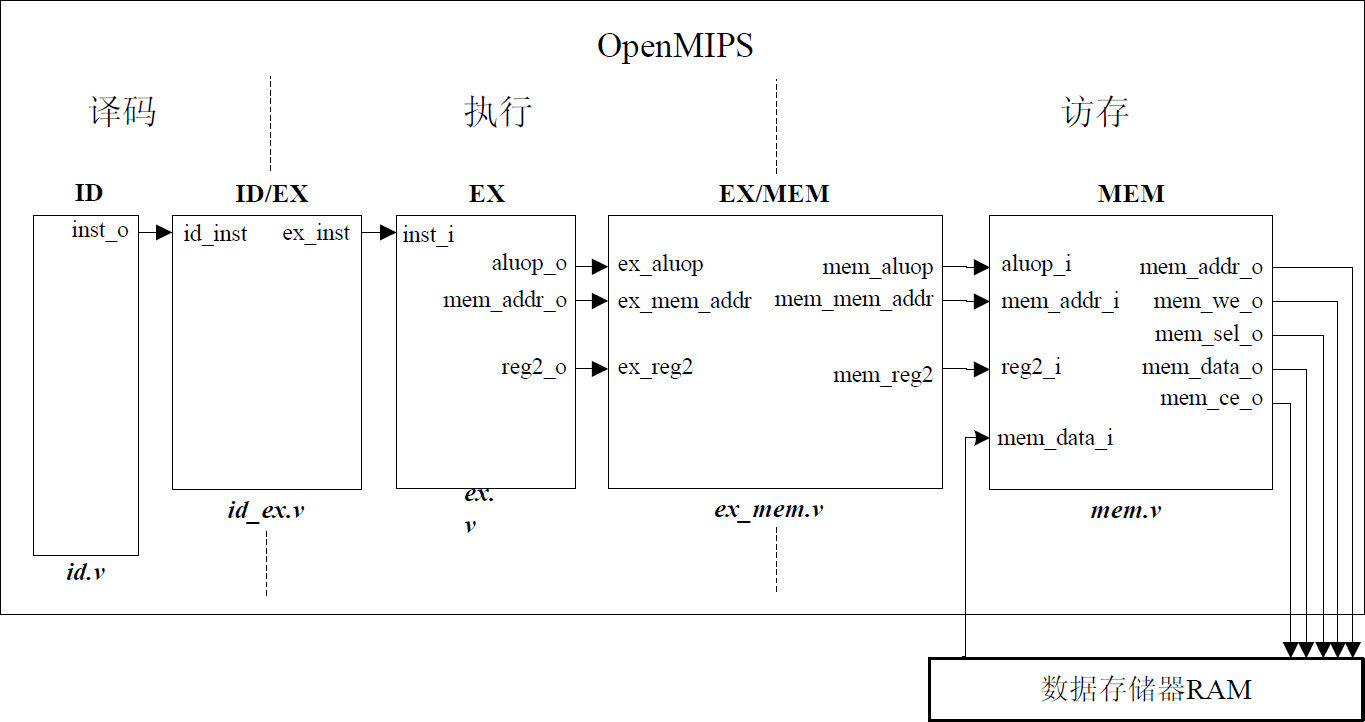 OpenMIPS
译码
执行
访存
ID
ID/EX
EX
EX/MEM
MEM
inst_o
id_inst
ex_inst
inst_i
aluop_o
ex_aluop
mem_aluop
aluop_i
mem_addr_o
mem_addr_o
ex_mem_addr
mem_mem_addr
mem_addr_i
mem_we_o
mem_sel_o
reg2_o
ex_reg2
mem_reg2
reg2_i
mem_data_o
mem_ce_o
mem_data_i
id.v
id_ex.v
ex.
v
ex_mem.v
mem.v
数据存储器RAM